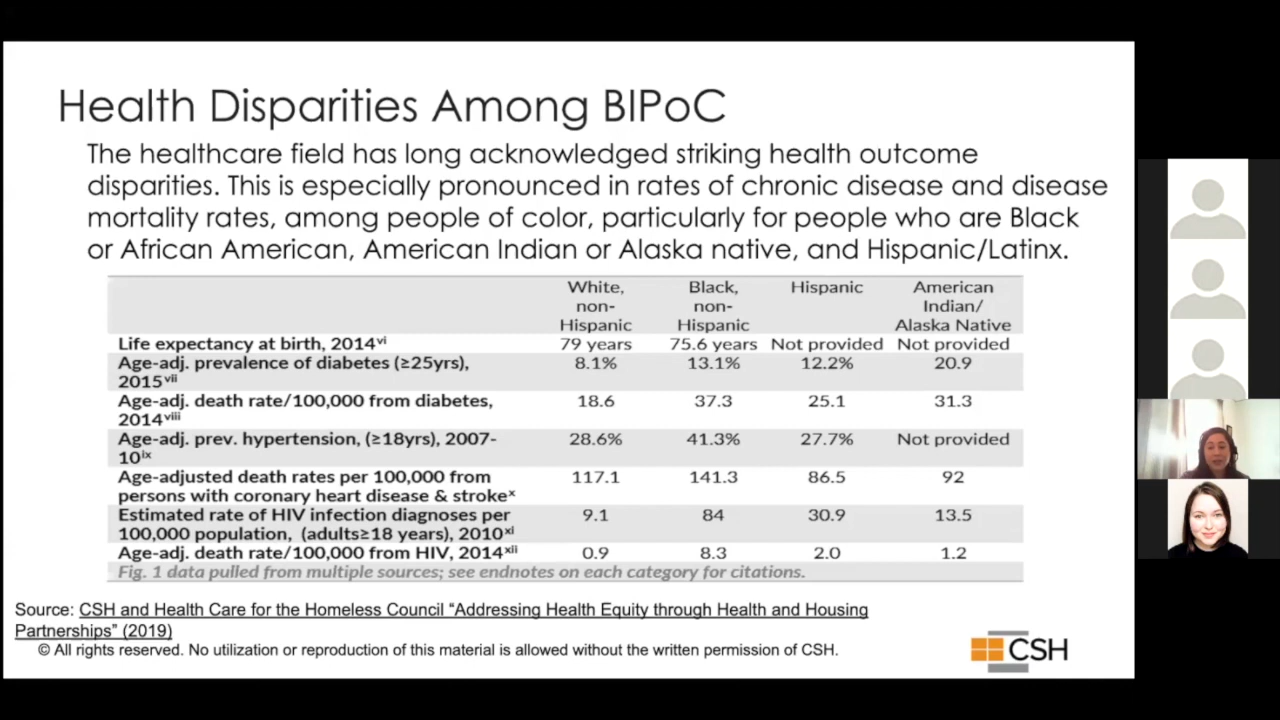 Health Disparities Among BIPoC
The healthcare field has long acknowledged striking health outcome
disparities. This is especially pronounced in rates of chronic disease and disease
mortality rates, among people of color, particularly for people who are Black
or African American, American Indian or Alaska native, and Hispanic/Latinx.
White, non-Hispanic Black, non-Hispanic Hispanic American Indian/ Alaska Native
Life expectancy at birth, 2014ᵛⁱ 79 years 75.6 years Not provided Not provided
Age-adj. prevalence of diabetes (≥25yrs), 8.1% 13.1% 12.2% 20.9
2015ᵛⁱⁱ
Age-adj. death rate/100,000 from diabetes, 18.6 37.3 25.1 31.3
2014ᵛⁱⁱⁱ
Age-adj. prev. hypertension, (≥18yrs), 2007- 28.6% 41.3% 27.7% Not provided
10ⁱˣ
Age-adjusted death rates per 100,000 from 117.1 141.3 86.5 92
persons with coronary heart disease & strokeˣ
Estimated rate of HIV infection diagnoses per 9.1 84 30.9 13.5
100,000 population, (adults≥18 years), 2010ˣⁱ
Age-adj. death rate/100,000 from HIV, 2014ˣⁱⁱ 0.9 8.3 2.0 1.2
Fig. 1 data pulled from multiple sources; see endnotes on each category for citations.
Source: CSH and Health Care for the Homeless Council “Addressing Health Equity through Health and Housing
Partnerships” (2019)
© All rights reserved. No utilization or reproduction of this material is allowed without the written permission of CSH.
CSH